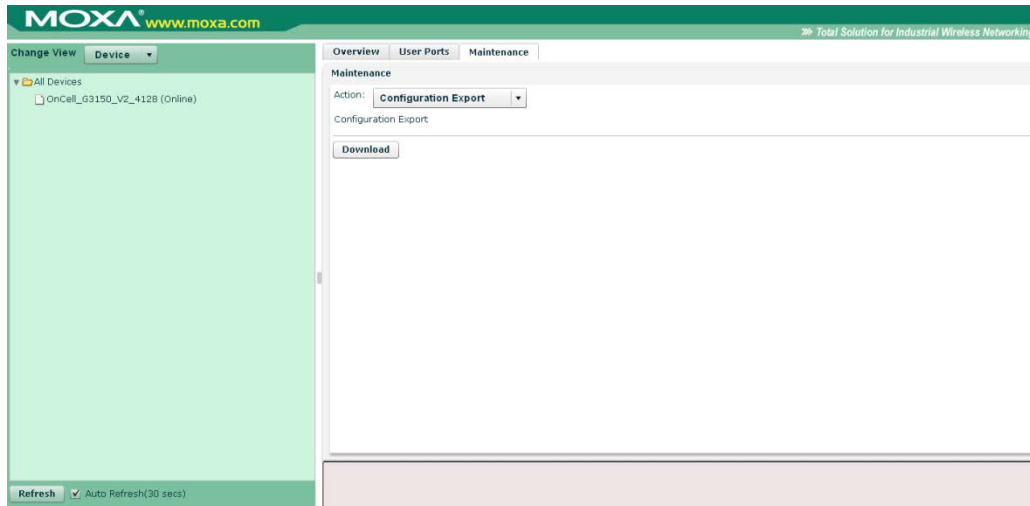 MOXA® www.moxa.com
Total Solution for Industrial Wireless Networking
Change View Device
All Devices
OnCell_G3150_V2_4128 (Online)
Refresh Auto Refresh(30 secs)
Overview User Ports Maintenance
Maintenance
Action: Configuration Export
Configuration Export
Download